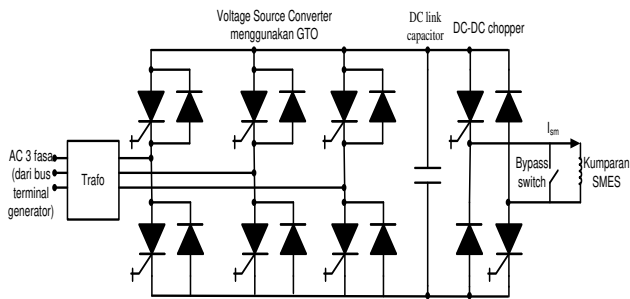 Voltage Source Converter
menggunakan GTO
DC link
capacitor
DC-DC chopper
AC 3 fasa
(dari bus
terminal
generator)
Trafo
Ism
Bypass
switch
Kumparan
SMES